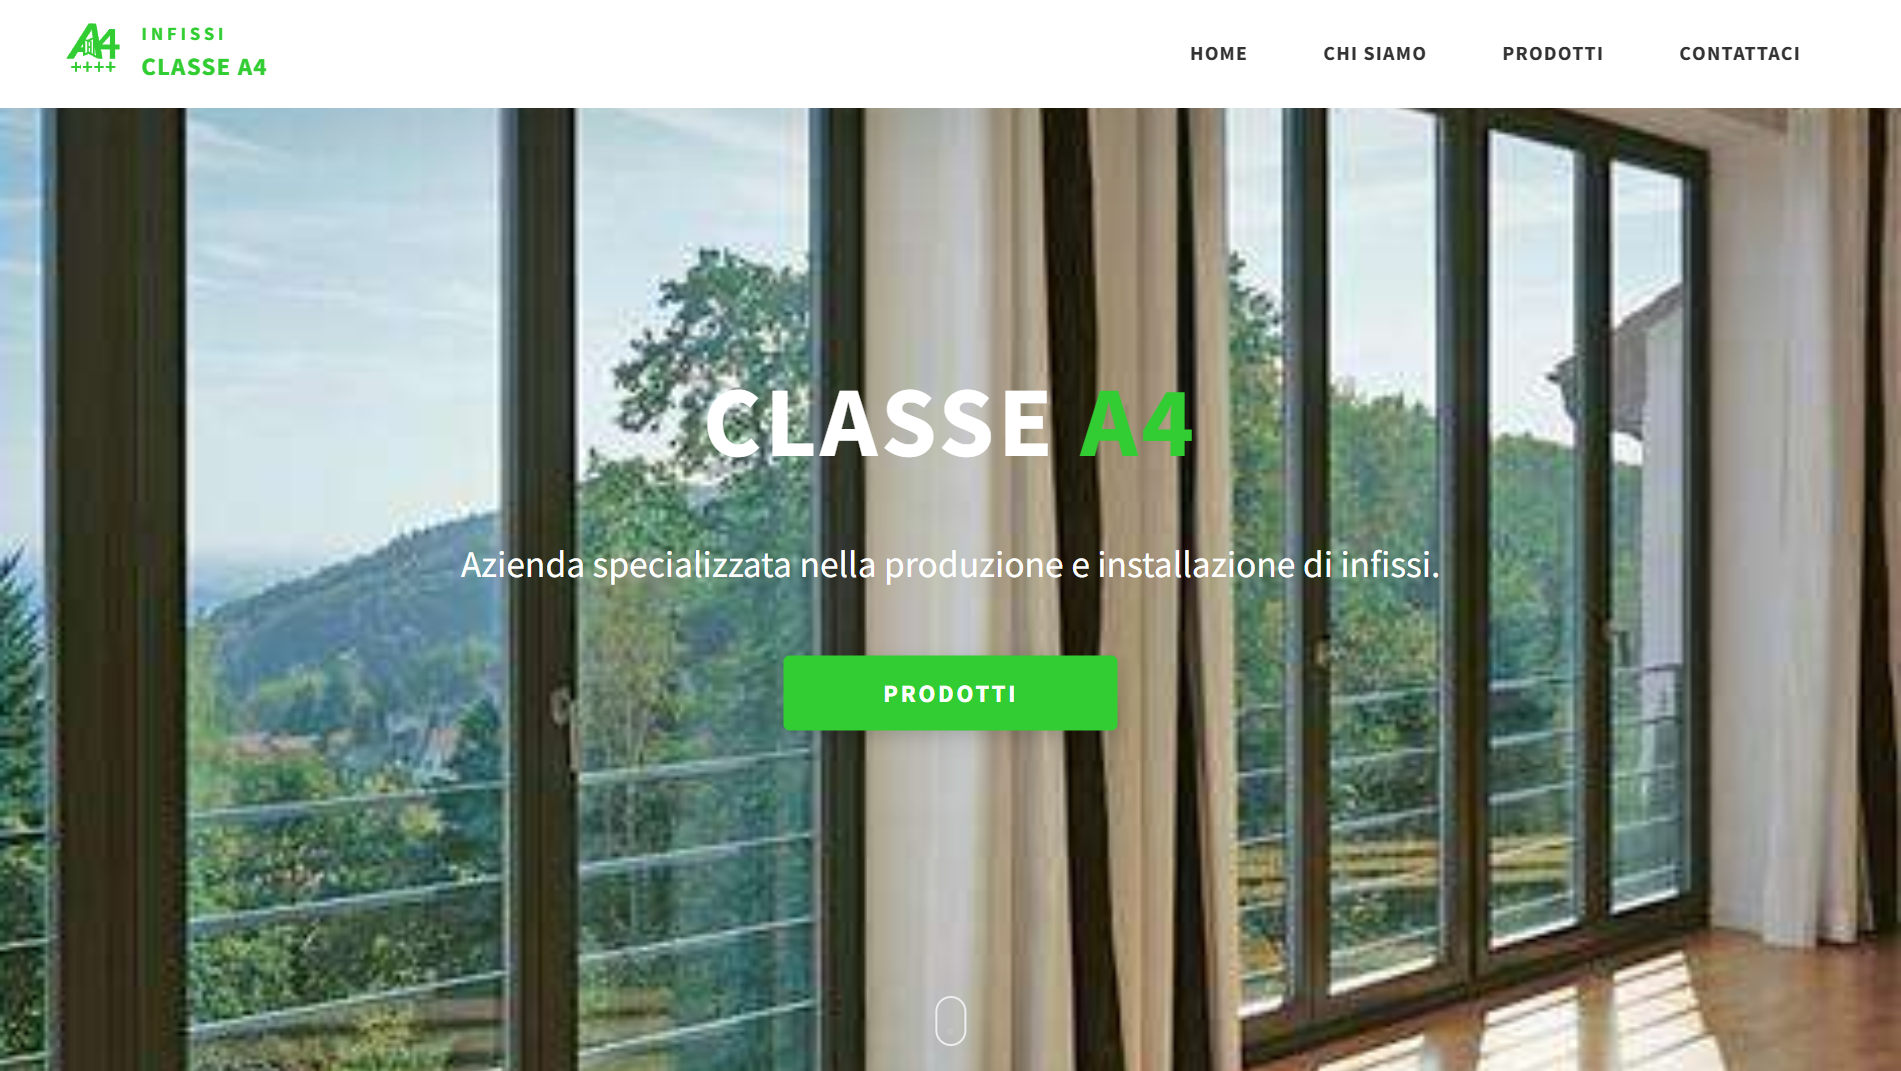 A4
++++
INFISSI
CLASSE A4
HOME
CHI SIAMO
PRODOTTI
CONTATTACI
CLASSE A4
Azienda specializzata nella produzione e installazione di infissi.
PRODOTTI